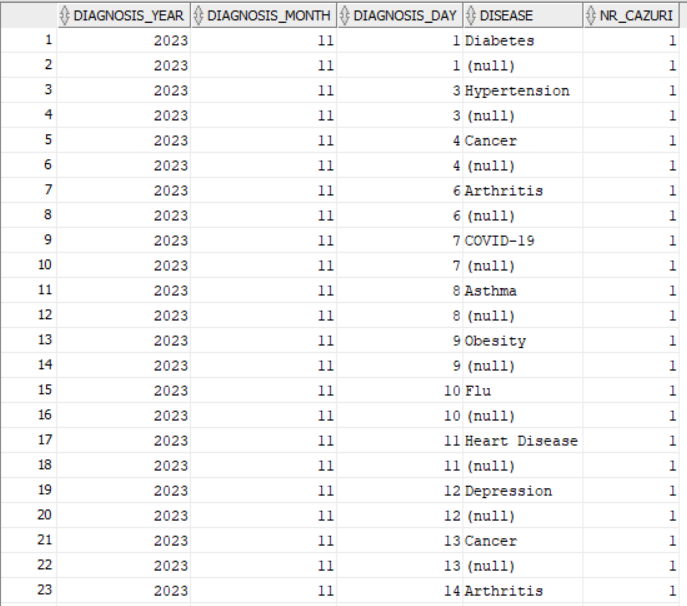 DIAGNOSIS_YEAR DIAGNOSIS_MONTH DIAGNOSIS_DAY DISEASE NR_CAZURI
1 2023 11 1 Diabetes 1
2 2023 11 1 (null) 1
3 2023 11 3 Hypertension 1
4 2023 11 3 (null) 1
5 2023 11 4 Cancer 1
6 2023 11 4 (null) 1
7 2023 11 6 Arthritis 1
8 2023 11 6 (null) 1
9 2023 11 7 COVID-19 1
10 2023 11 7 (null) 1
11 2023 11 8 Asthma 1
12 2023 11 8 (null) 1
13 2023 11 9 Obesity 1
14 2023 11 9 (null) 1
15 2023 11 10 Flu 1
16 2023 11 10 (null) 1
17 2023 11 11 Heart Disease 1
18 2023 11 11 (null) 1
19 2023 11 12 Depression 1
20 2023 11 12 (null) 1
21 2023 11 13 Cancer 1
22 2023 11 13 (null) 1
23 2023 11 14 Arthritis 1